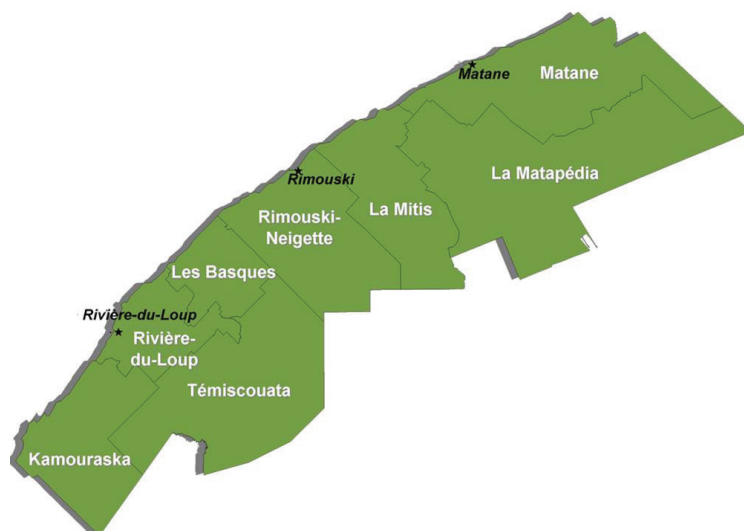 Matane
Matane
La Matapédia
Rimouski
La Mitis
Rimouski-
Neigette
Les Basques
Rivière-du-Loup
Rivière-
du-Loup
Témiscouata
Kamouraska